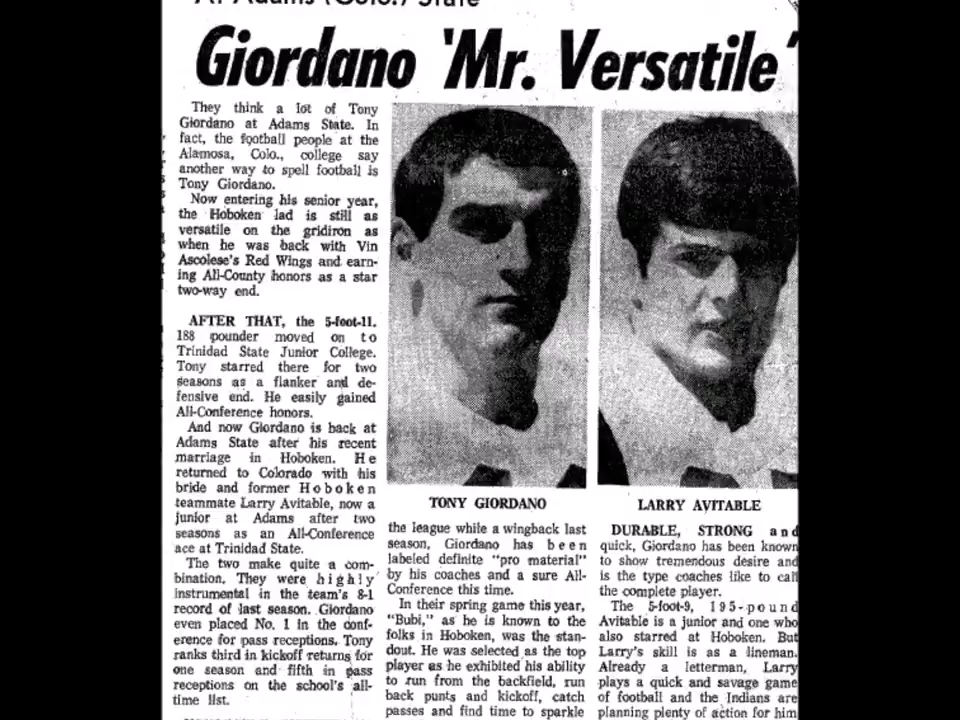 A. Adams (Colo.) State
Giordano 'Mr. Versatile'
They think a lot of Tony
Giordano at Adams State. In
fact, the football people at the
Alamosa, Colo., college say
another way to spell football is
Tony Giordano.
Now entering his senior year,
the Hoboken lad is still as
versatile on the gridiron as
when he was back with Vin
Ascolese's Red Wings and earn-
ing All-County honors as a star
two-way end.
AFTER THAT, the 5-foot-11,
188 pounder moved on to
Trinidad State Junior College.
Tony starred there for two
seasons as a flanker and de-
fensive end. He easily gained
All-Conference honors.
And now Giordano is back at
Adams State after his recent
marriage in Hoboken. He
returned to Colorado with his
bride and former Hoboken
teammate Larry Avitable, now a
junior at Adams after two
seasons as an All-Conference
ace at Trinidad State.
The two make quite a com-
bination. They were highly
instrumental in the team's 8-1
record of last season. Giordano
even placed No. 1 in the conf-
erence for pass receptions. Tony
ranks third in kickoff returns for
one season and fifth in pass
receptions on the school's all-
time list.
TONY GIORDANO
the league while a wingback last
season, Giordano has been
labeled definite "pro material"
by his coaches and a sure All-
Conference this time.
In their spring game this year,
"Bubi," as he is known to the
folks in Hoboken, was the stan-
dout. He was selected as the top
player as he exhibited his ability
to run from the backfield, run
back punts and kickoff, catch
passes and find time to sparkle
LARRY AVITABLE
DURABLE, STRONG and
quick, Giordano has been known
to show tremendous desire and
is the type coaches like to call
the complete player.
The 5-foot-9, 195-pound
Avitable is a junior and one who
also starred at Hoboken. But
Larry's skill is as a lineman.
Already a letterman, Larry
plays a quick and savage game
of football and the Indians are
planning plenty of action for him